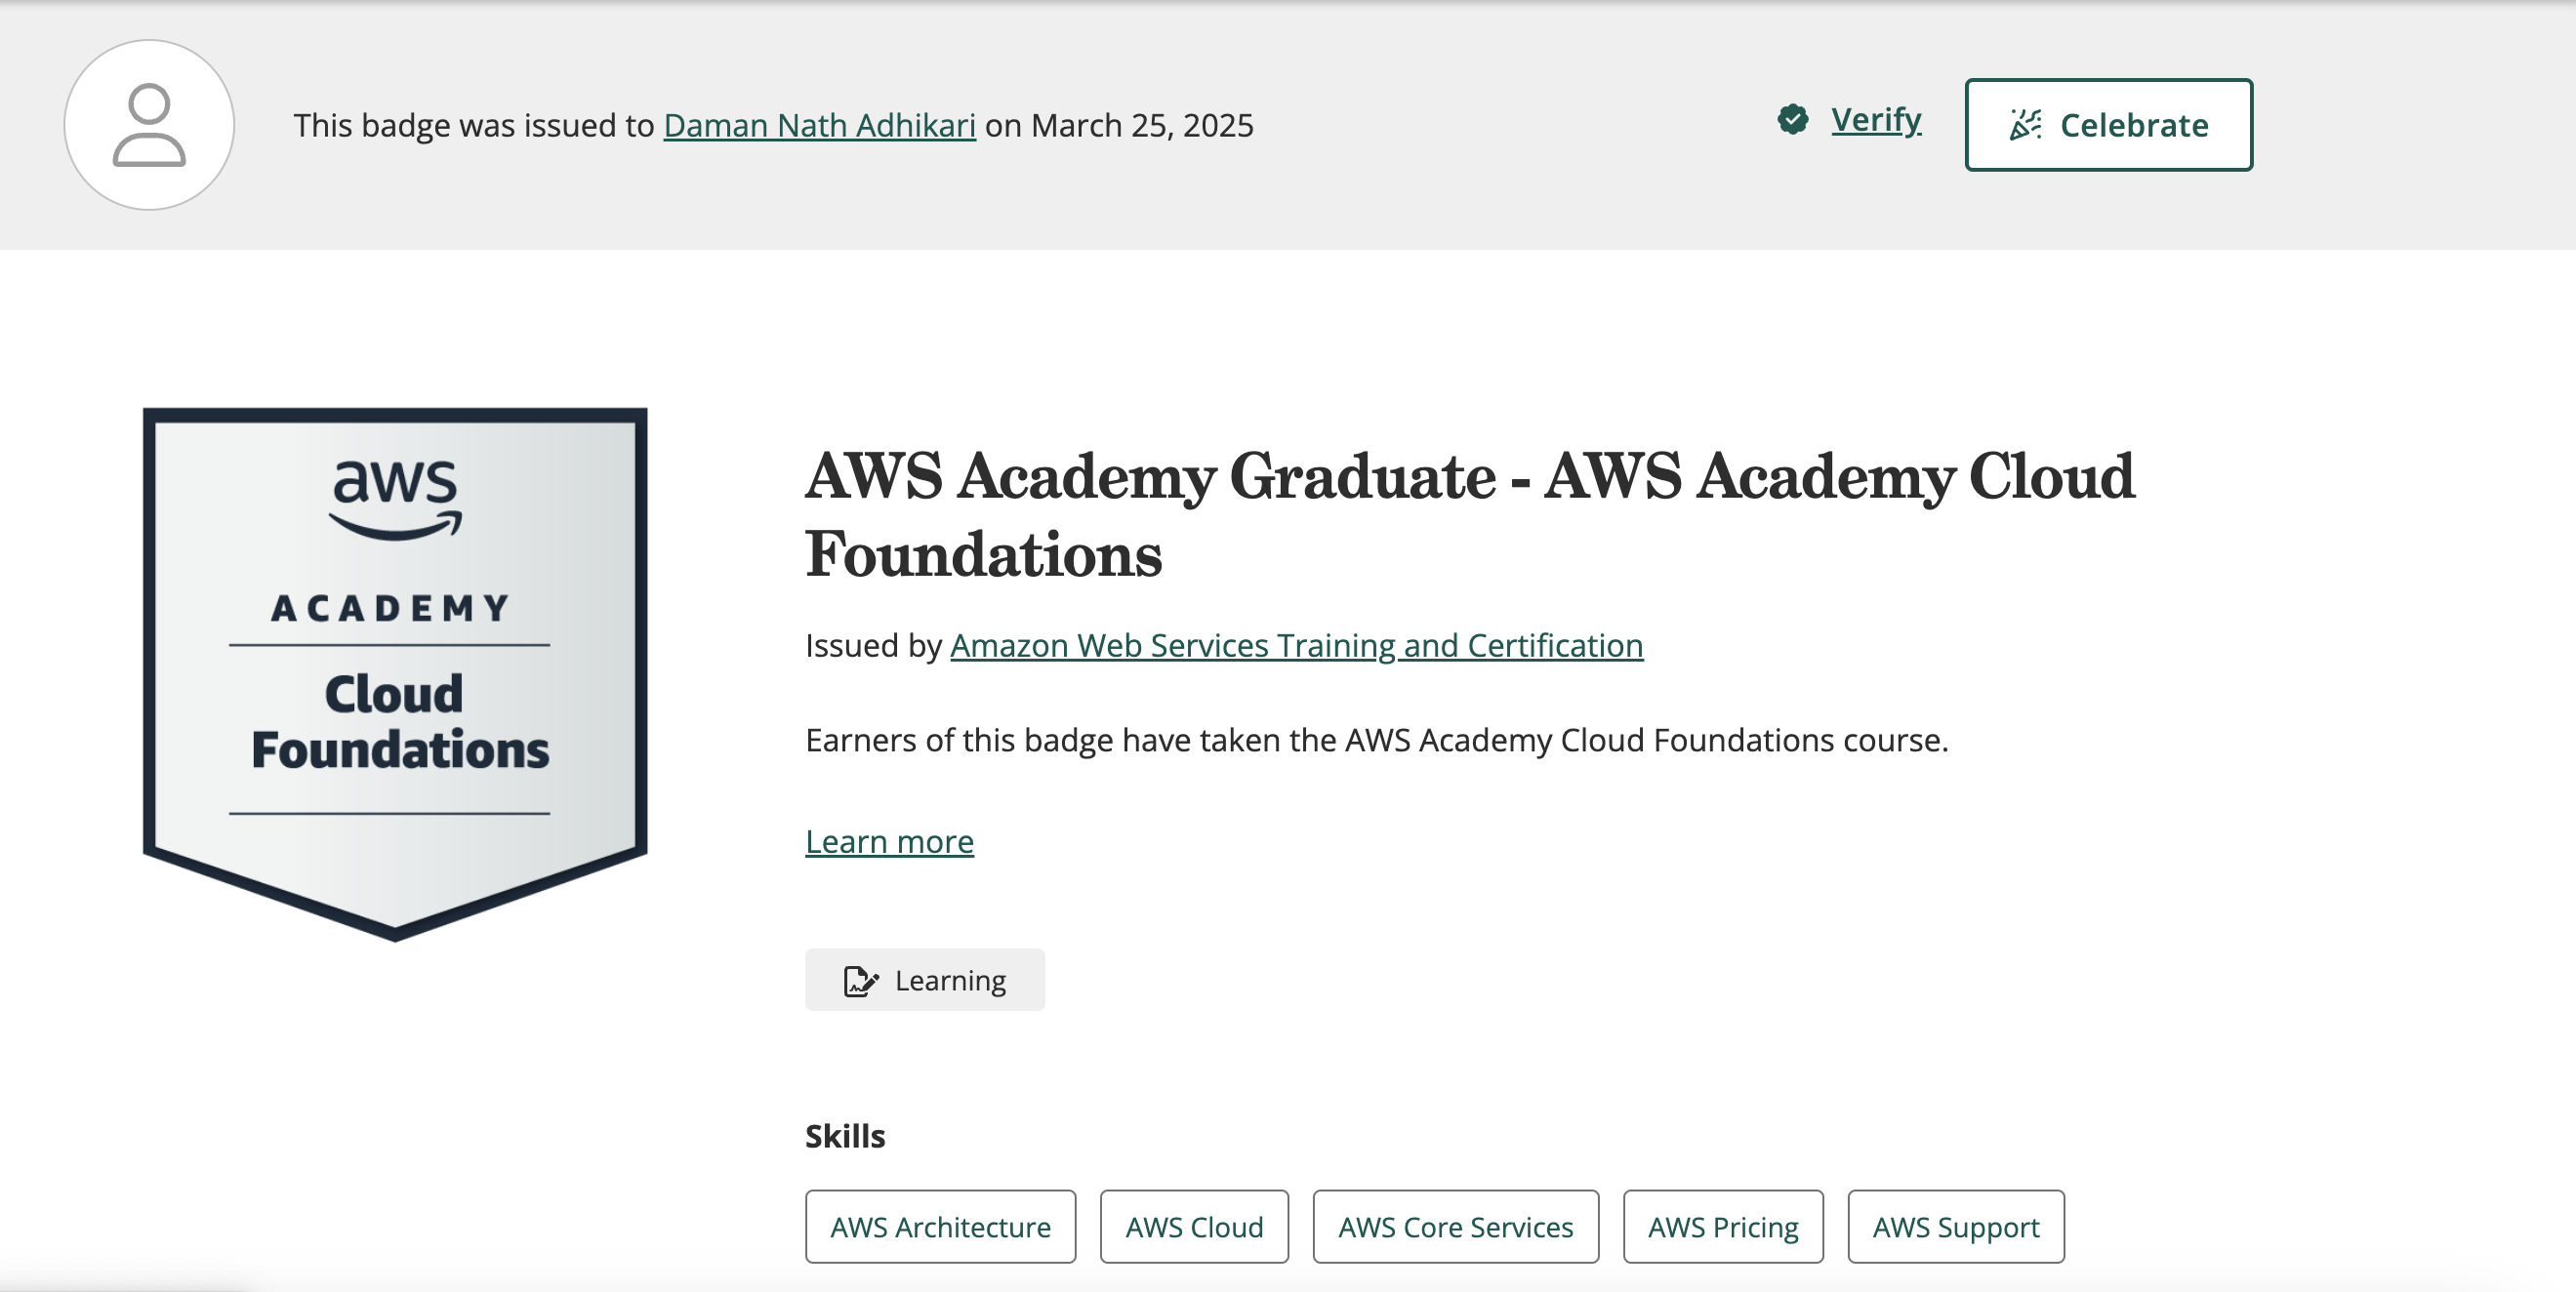 This badge was issued to Daman Nath Adhikari on March 25, 2025
Verify
Celebrate
aws
ACADEMY
Cloud
Foundations
AWS Academy Graduate - AWS Academy Cloud
Foundations
Issued by Amazon Web Services Training and Certification
Earners of this badge have taken the AWS Academy Cloud Foundations course.
Learn more
Learning
Skills
AWS Architecture
AWS Cloud
AWS Core Services
AWS Pricing
AWS Support